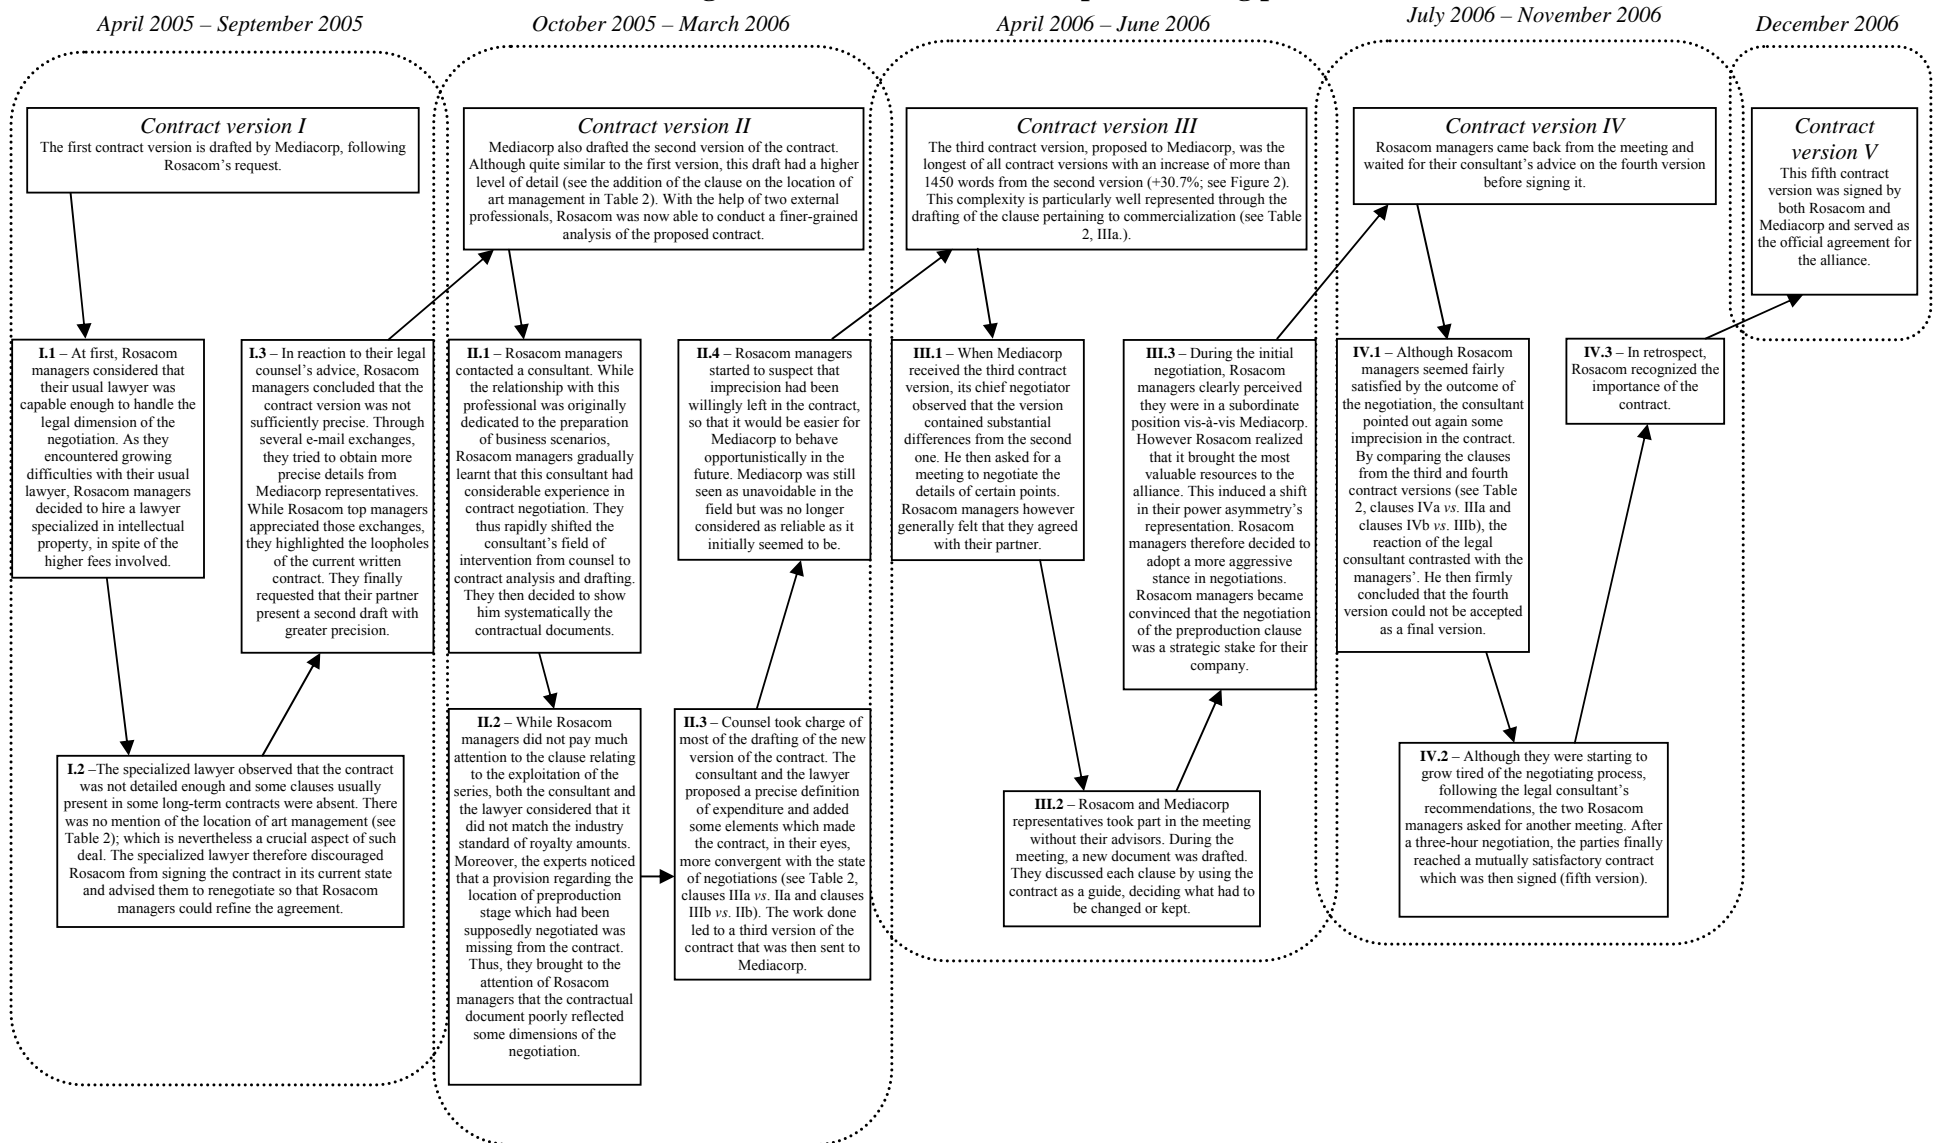 April 2005 – September 2005
October 2005 – March 2006
April 2006 – June 2006
July 2006 – November 2006
December 2006
Contract version I
The first contract version is drafted by Mediacorp, following
Rosacom’s request.
Contract version II
Mediacorp also drafted the second version of the contract.
Although quite similar to the first version, this draft had a higher
level of detail (see the addition of the clause on the location of
art management in Table 2). With the help of two external
professionals, Rosacom was now able to conduct a finer-grained
analysis of the proposed contract.
Contract version III
The third contract version, proposed to Mediacorp, was the
longest of all contract versions with an increase of more than
1450 words from the second version (+30.7%; see Figure 2).
This complexity is particularly well represented through the
drafting of the clause pertaining to commercialization (see Table
2, IIIa.).
Contract version IV
Rosacom managers came back from the meeting and
waited for their consultant’s advice on the fourth version
before signing it.
Contract
version V
This fifth contract
version was signed by
both Rosacom and
Mediacorp and served as
the official agreement for
the alliance.
I.1 – At first, Rosacom
managers considered that
their usual lawyer was
capable enough to handle the
legal dimension of the
negotiation. As they
encountered growing
difficulties with their usual
lawyer, Rosacom managers
decided to hire a lawyer
specialized in intellectual
property, in spite of the
higher fees involved.
I.2 –The specialized lawyer observed that the contract
was not detailed enough and some clauses usually
present in some long-term contracts were absent. There
was no mention of the location of art management (see
Table 2); which is nevertheless a crucial aspect of such
deal. The specialized lawyer therefore discouraged
Rosacom from signing the contract in its current state
and advised them to renegotiate so that Rosacom
managers could refine the agreement.
I.3 – In reaction to their legal
counsel’s advice, Rosacom
managers concluded that the
contract version was not
sufficiently precise. Through
several e-mail exchanges,
they tried to obtain more
precise details from
Mediacorp representatives.
While Rosacom top managers
appreciated those exchanges,
they highlighted the loopholes
of the current written
contract. They finally
requested that their partner
present a second draft with
greater precision.
II.1 – Rosacom managers
contacted a consultant. While
the relationship with this
professional was originally
dedicated to the preparation
of business scenarios,
Rosacom managers gradually
learnt that this consultant had
considerable experience in
contract negotiation. They
thus rapidly shifted the
consultant’s field of
intervention from counsel to
contract analysis and drafting.
They then decided to show
him systematically the
contractual documents.
II.2 – While Rosacom
managers did not pay much
attention to the clause relating
to the exploitation of the
series, both the consultant and
the lawyer considered that it
did not match the industry
standard of royalty amounts.
Moreover, the experts noticed
that a provision regarding the
location of preproduction
stage which had been
supposedly negotiated was
missing from the contract.
Thus, they brought to the
attention of Rosacom
managers that the contractual
document poorly reflected
some dimensions of the
negotiation.
II.3 – Counsel took charge of
most of the drafting of the new
version of the contract. The
consultant and the lawyer
proposed a precise definition
of expenditure and added
some elements which made
the contract, in their eyes,
more convergent with the state
of negotiations (see Table 2,
clauses IIIa vs. IIa and clauses
IIIb vs. IIb). The work done
led to a third version of the
contract that was then sent to
Mediacorp.
II.4 – Rosacom managers
started to suspect that
imprecision had been
willingly left in the contract,
so that it would be easier for
Mediacorp to behave
opportunistically in the
future. Mediacorp was still
seen as unavoidable in the
field but was no longer
considered as reliable as it
initially seemed to be.
III.1 – When Mediacorp
received the third contract
version, its chief negotiator
observed that the version
contained substantial
differences from the second
one. He then asked for a
meeting to negotiate the
details of certain points.
Rosacom managers however
generally felt that they agreed
with their partner.
III.2 – Rosacom and Mediacorp
representatives took part in the meeting
without their advisors. During the
meeting, a new document was drafted.
They discussed each clause by using the
contract as a guide, deciding what had to
be changed or kept.
III.3 – During the initial
negotiation, Rosacom
managers clearly perceived
they were in a subordinate
position vis-à-vis Mediacorp.
However Rosacom realized
that it brought the most
valuable resources to the
alliance. This induced a shift
in their power asymmetry’s
representation. Rosacom
managers therefore decided to
adopt a more aggressive
stance in negotiations.
Rosacom managers became
convinced that the negotiation
of the preproduction clause
was a strategic stake for their
company.
IV.1 – Although Rosacom
managers seemed fairly
satisfied by the outcome of
the negotiation, the consultant
pointed out again some
imprecision in the contract.
By comparing the clauses
from the third and fourth
contract versions (see Table
2, clauses IVa vs. IIIa and
clauses IVb vs. IIIb), the
reaction of the legal
consultant contrasted with the
managers’. He then firmly
concluded that the fourth
version could not be accepted
as a final version.
IV.2 – Although they were starting to
grow tired of the negotiating process,
following the legal consultant’s
recommendations, the two Rosacom
managers asked for another meeting. After
a three-hour negotiation, the parties finally
reached a mutually satisfactory contract
which was then signed (fifth version).
IV.3 – In retrospect,
Rosacom recognized the
importance of the
contract.